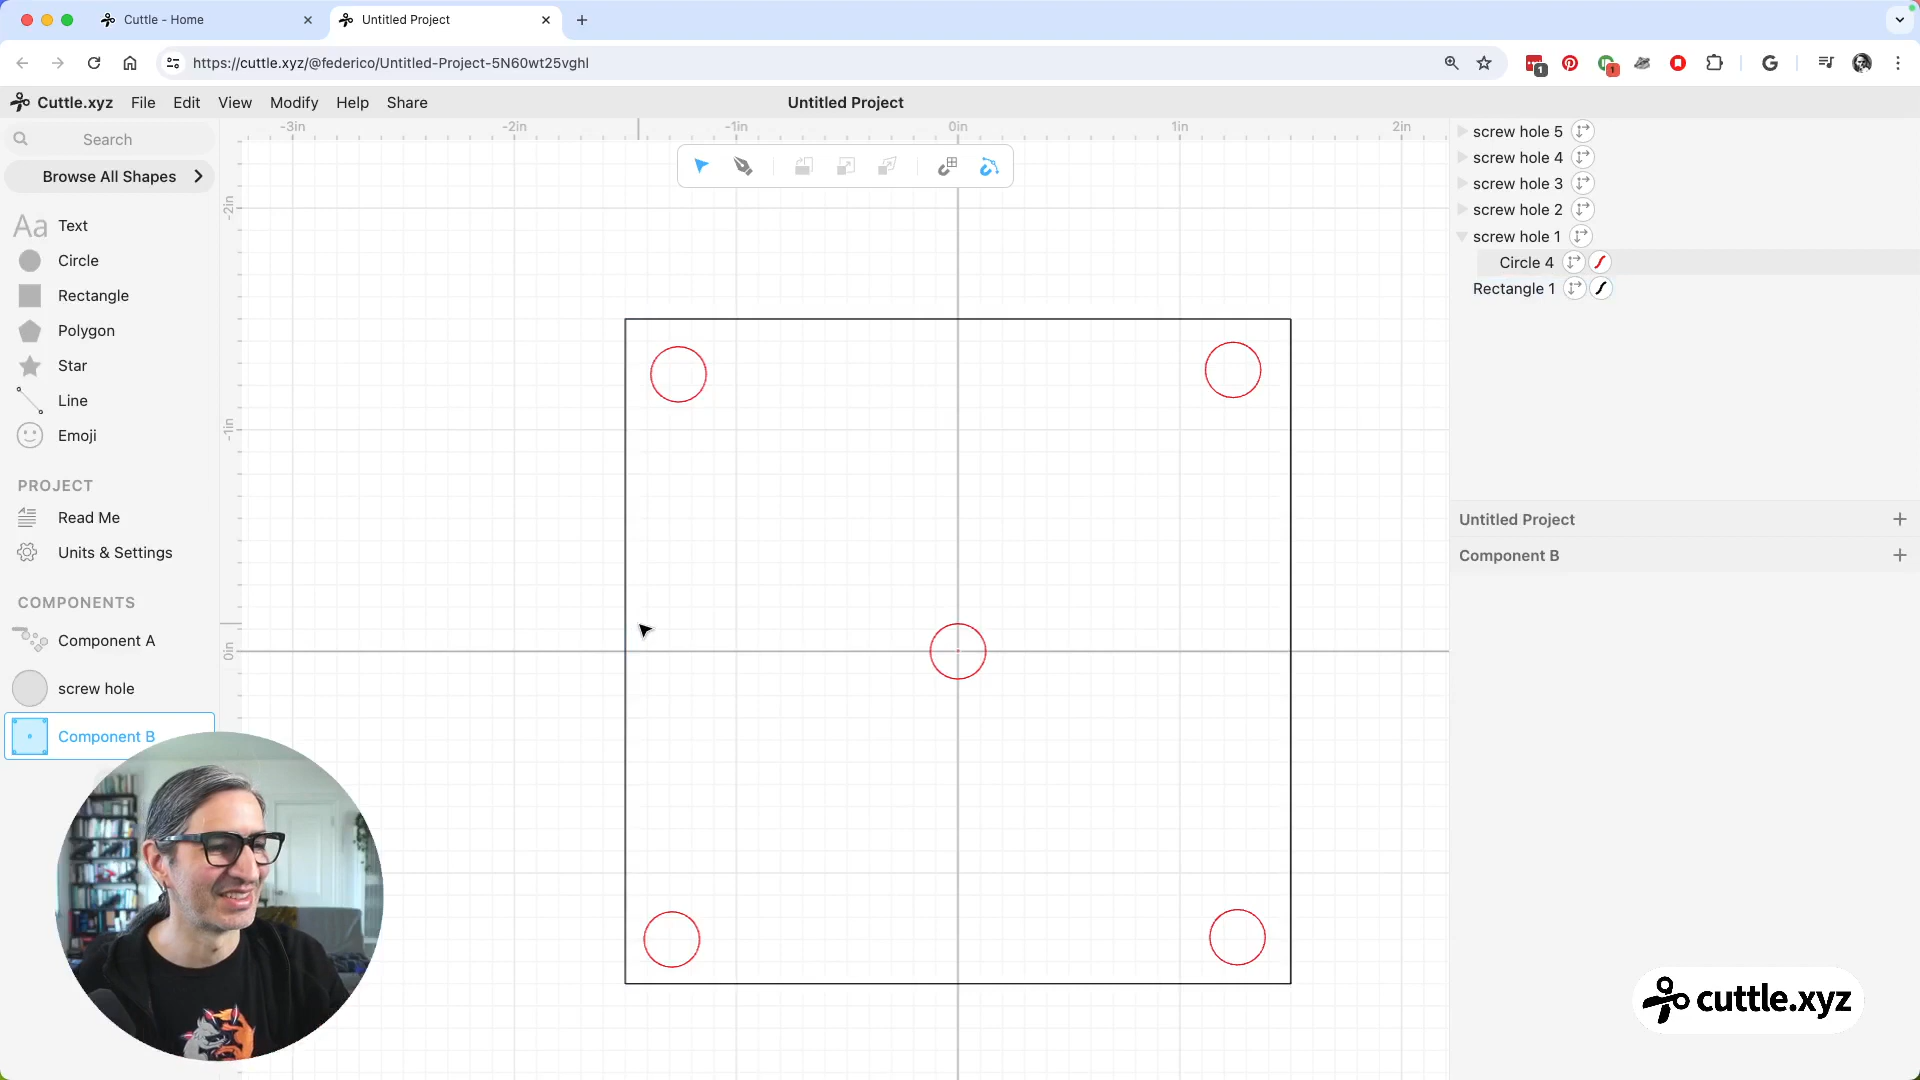 Cuttle - Home
Untitled Project
https://cuttle.xyz/@federico/Untitled-Project-5N60wt25vghl
1
1
Cuttle.xyz
File
Edit
View
Modify
Help
Share
Untitled Project
Search
Browse All Shapes
Aa
Text
Circle
Rectangle
Polygon
Star
Line
Emoji
PROJECT
Read Me
Units & Settings
COMPONENTS
Component A
screw hole
Component B
-3in
-2in
-1in
0in
1in
2in
-2in
-1in
0in
screw hole 5
screw hole 4
screw hole 3
screw hole 2
screw hole 1
Circle 4
Rectangle 1
Untitled Project
Component B
cuttle.xyz